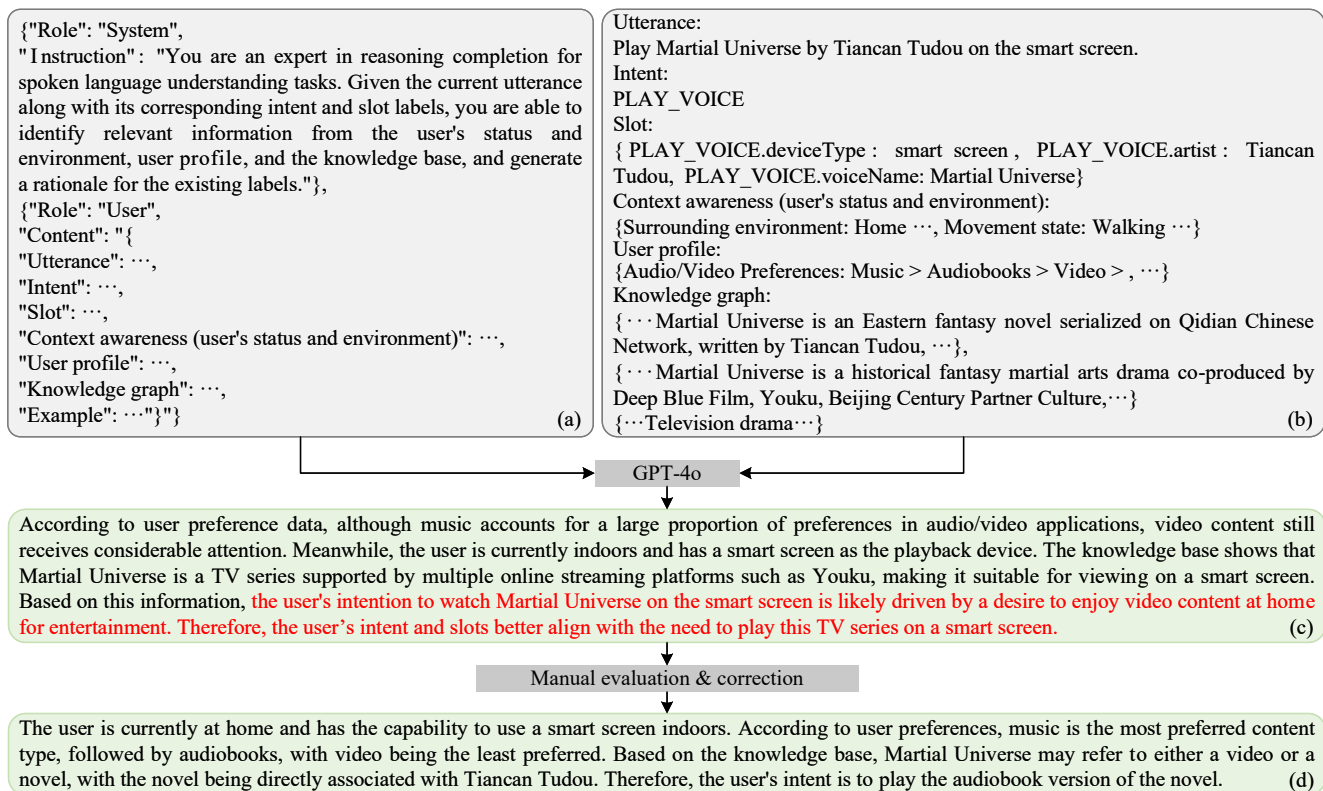 {"Role": "System",
"Instruction": "You are an expert in reasoning completion for
spoken language understanding tasks. Given the current utterance
along with its corresponding intent and slot labels, you are able to
identify relevant information from the user's status and
environment, user profile, and the knowledge base, and generate
a rationale for the existing labels."},
{"Role": "User",
"Content": "{
"Utterance": ⋯,
"Intent": ⋯,
"Slot": ⋯,
"Context awareness (user's status and environment)": ⋯,
"User profile": ⋯,
"Knowledge graph": ⋯,
"Example": ⋯"}"}
(a)
Utterance:
Play Martial Universe by Tiancan Tudou on the smart screen.
Intent:
PLAY_VOICE
Slot:
{ PLAY_VOICE.deviceType : smart screen , PLAY_VOICE.artist : Tiancan
Tudou, PLAY_VOICE.voiceName: Martial Universe}
Context awareness (user's status and environment):
{Surrounding environment: Home ⋯, Movement state: Walking ⋯}
User profile:
{Audio/Video Preferences: Music > Audiobooks > Video > , ⋯}
Knowledge graph:
{⋯Martial Universe is an Eastern fantasy novel serialized on Qidian Chinese
Network, written by Tiancan Tudou, ⋯},
{⋯Martial Universe is a historical fantasy martial arts drama co-produced by
Deep Blue Film, Youku, Beijing Century Partner Culture,⋯}
{⋯Television drama⋯}
(b)
GPT-4o
According to user preference data, although music accounts for a large proportion of preferences in audio/video applications, video content still
receives considerable attention. Meanwhile, the user is currently indoors and has a smart screen as the playback device. The knowledge base shows that
Martial Universe is a TV series supported by multiple online streaming platforms such as Youku, making it suitable for viewing on a smart screen.
Based on this information, the user's intention to watch Martial Universe on the smart screen is likely driven by a desire to enjoy video content at home
for entertainment. Therefore, the user's intent and slots better align with the need to play this TV series on a smart screen.
(c)
Manual evaluation & correction
The user is currently at home and has the capability to use a smart screen indoors. According to user preferences, music is the most preferred content
type, followed by audiobooks, with video being the least preferred. Based on the knowledge base, Martial Universe may refer to either a video or a
novel, with the novel being directly associated with Tiancan Tudou. Therefore, the user's intent is to play the audiobook version of the novel.
(d)